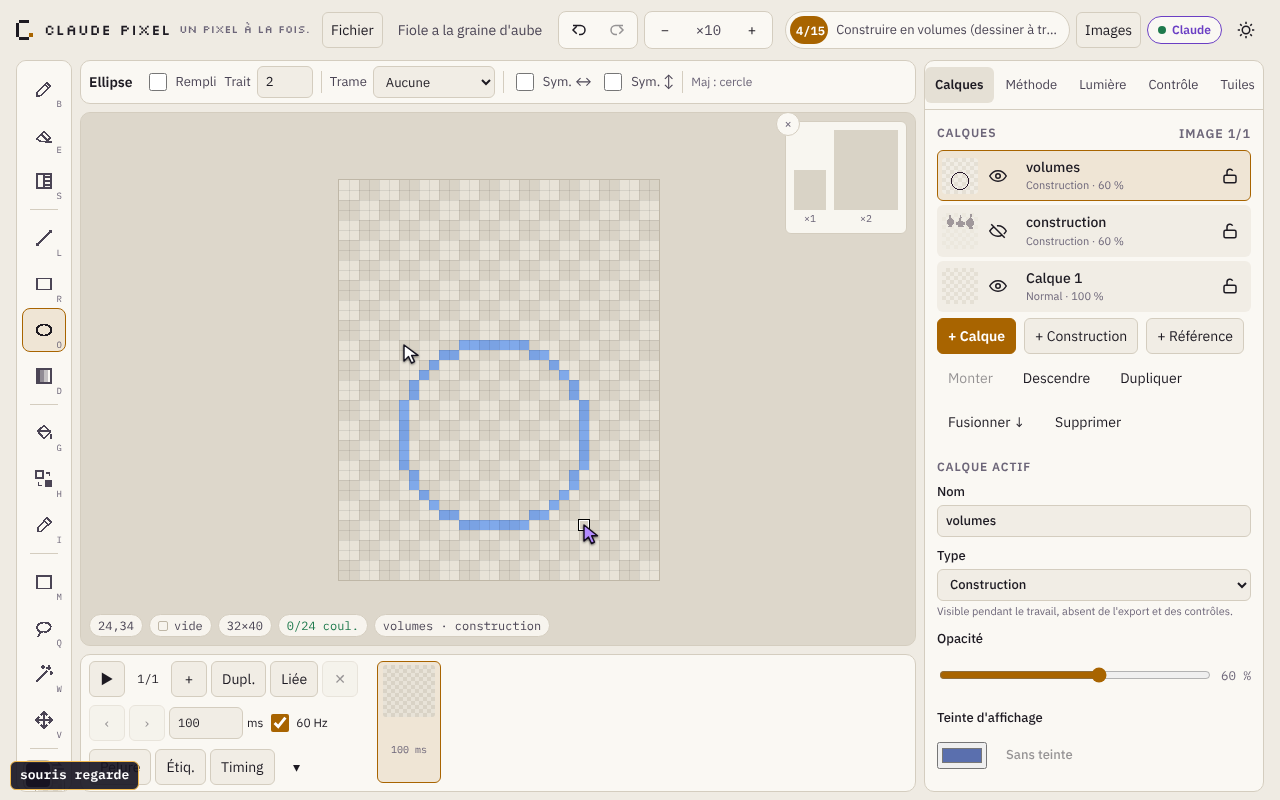 CLAUDE PIXEL UN PIXEL À LA FOIS.
Fichier
Fiole a la graine d'aube
− ×10 +
4/15 Construire en volumes (dessiner à tr…
Images
Claude
Ellipse
Rempli
Trait 2
Trame Aucune
Sym. ↔
Sym. ↕
Maj : cercle
B
E
S
L
R
O
D
G
H
I
M
Q
W
V
×
×1
×2
24,34
vide
32×40
0/24 coul.
volumes · construction
1/1
+
Dupl.
Liée
×
‹
›
100 ms
60 Hz
Étiq.
Timing
▼
100 ms
souris regarde
Calques
Méthode
Lumière
Contrôle
Tuiles
CALQUES
IMAGE 1/1
volumes
Construction · 60 %
construction
Construction · 60 %
Calque 1
Normal · 100 %
+ Calque
+ Construction
+ Référence
Monter
Descendre
Dupliquer
Fusionner ↓
Supprimer
CALQUE ACTIF
Nom
volumes
Type
Construction
Visible pendant le travail, absent de l'export et des contrôles.
Opacité
60 %
Teinte d'affichage
Sans teinte